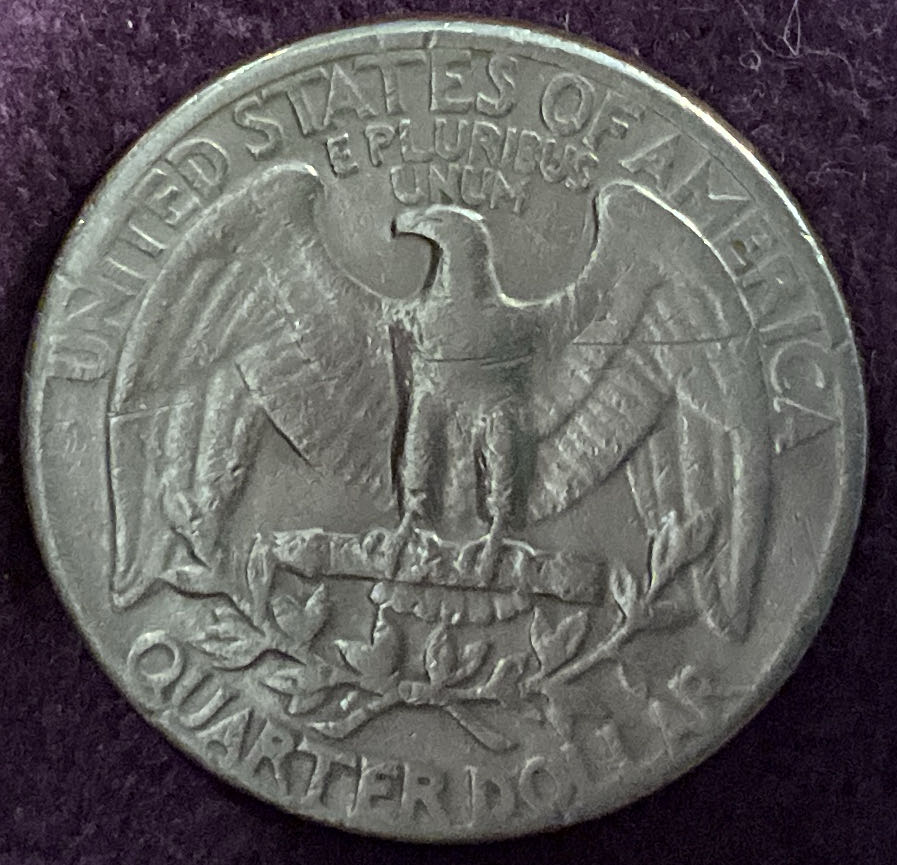 UNITED STATES OF AMERICA
E PLURIBUS
UNUM
QUARTER DOLLAR